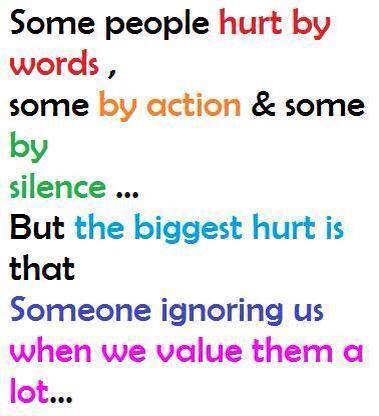 Some people hurt by
words ,
some by action & some
by
silence ...
But the biggest hurt is
that
Someone ignoring us
when we value them a
lot...